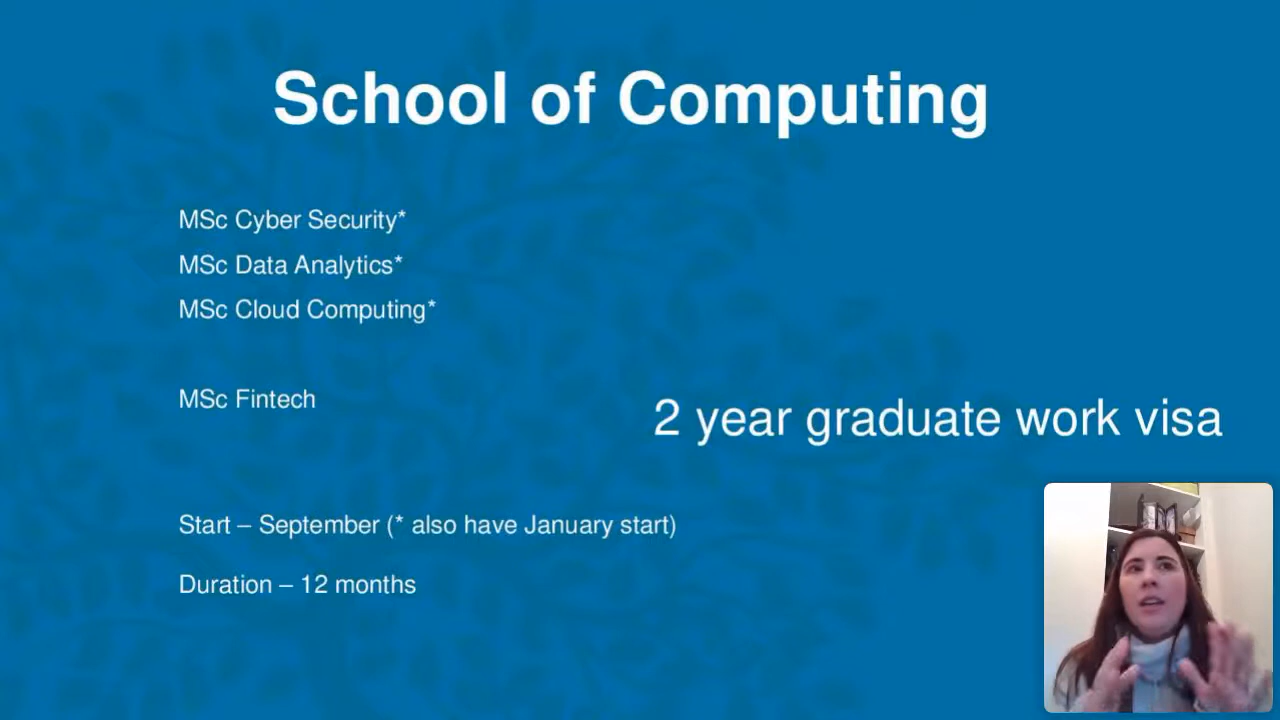 School of Computing
MSc Cyber Security*
MSc Data Analytics*
MSc Cloud Computing*
MSc Fintech
2 year graduate work visa
Start – September (* also have January start)
Duration – 12 months